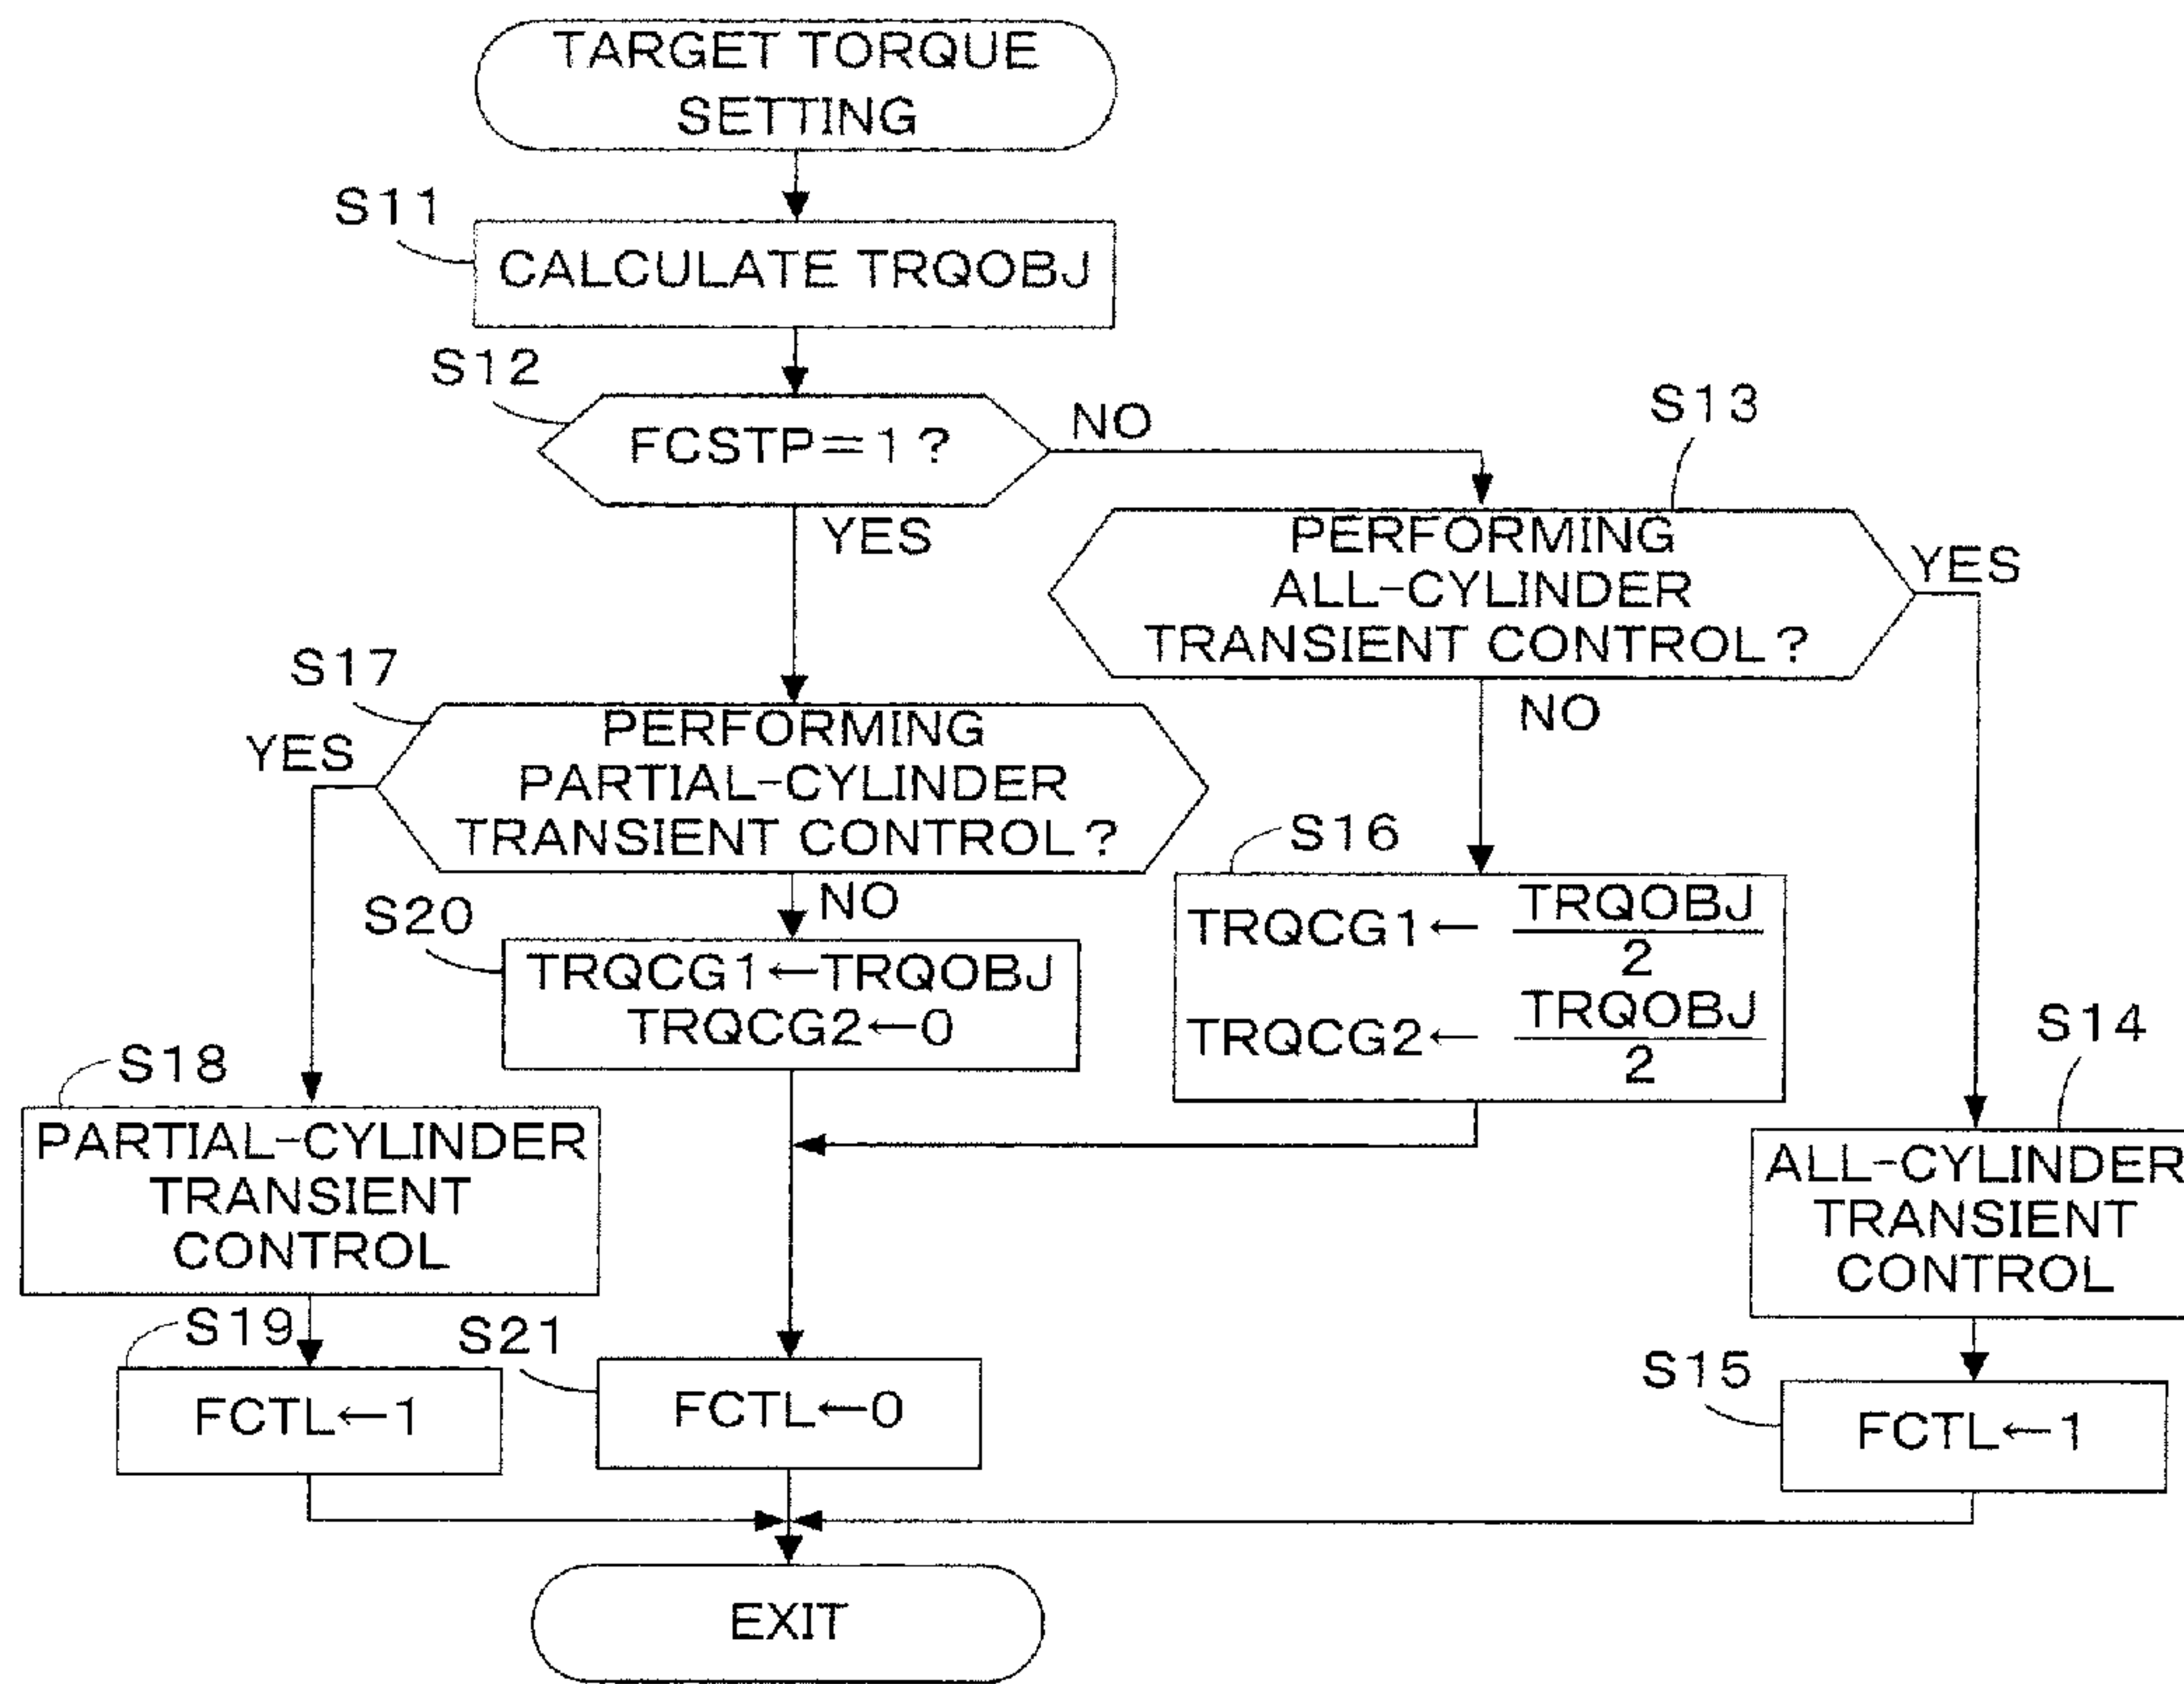 TARGET TORQUE
SETTING
S11
CALCULATE TRQOBJ
S12
FCSTP=1?
NO
YES
S13
PERFORMING
ALL-CYLINDER
TRANSIENT CONTROL?
YES
NO
S17
PERFORMING
PARTIAL-CYLINDER
TRANSIENT CONTROL?
YES
NO
S16
TRQCG1← TRQOBJ/2
TRQCG2← TRQOBJ/2
S20
TRQCG1←TRQOBJ
TRQCG2←0
S18
PARTIAL-CYLINDER
TRANSIENT
CONTROL
S14
ALL-CYLINDER
TRANSIENT
CONTROL
S19
FCTL←1
S21
FCTL←0
S15
FCTL←1
EXIT